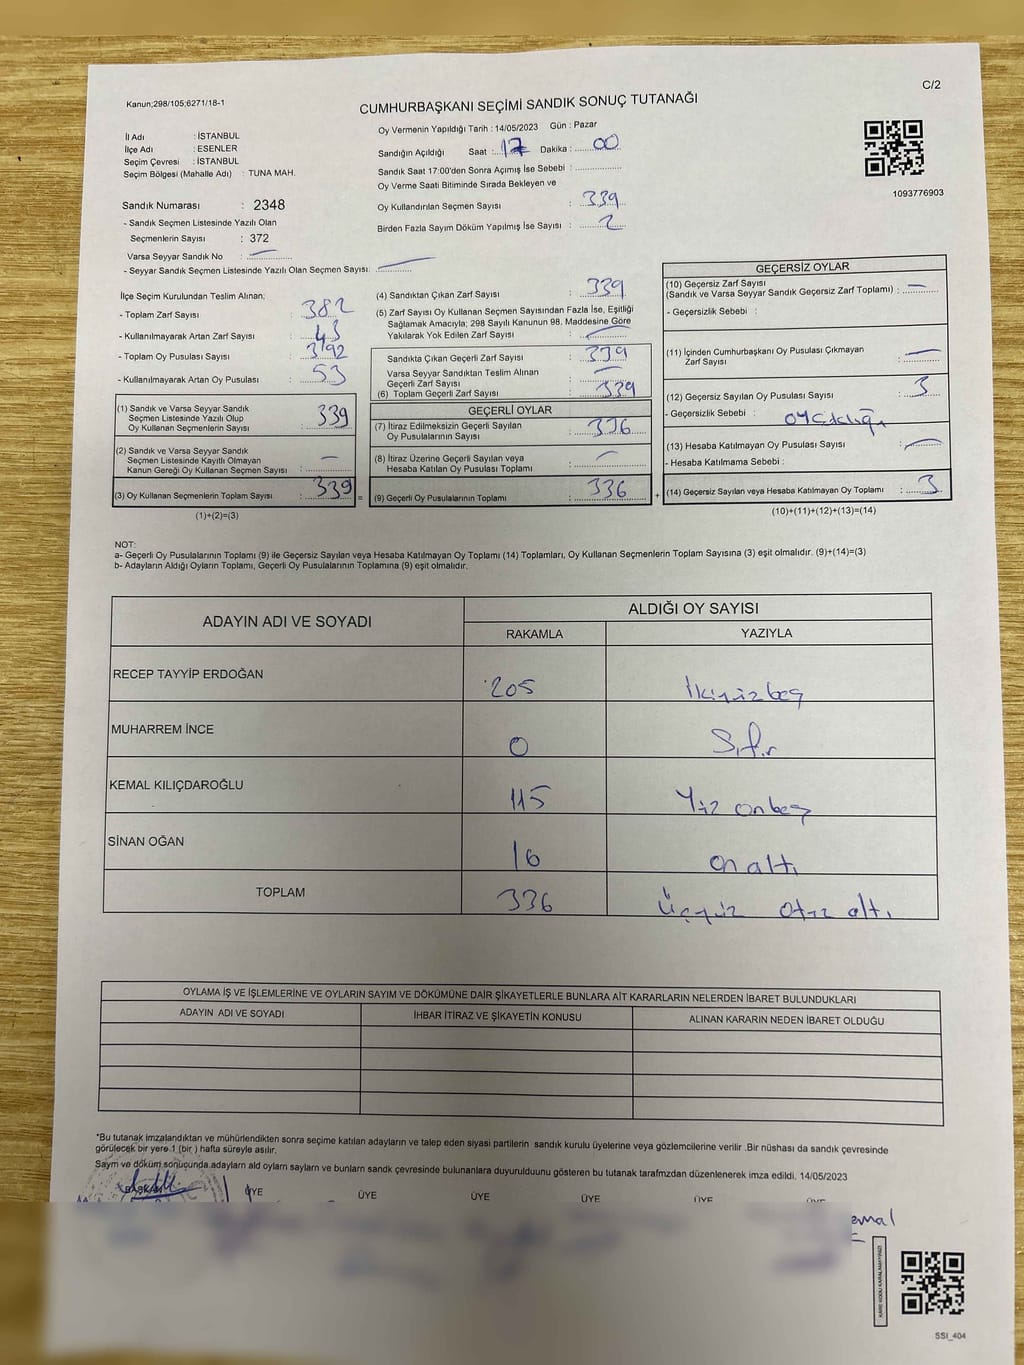 C/2
Kanun;298/105;6271/18-1
CUMHURBAŞKANI SEÇİMİ SANDIK SONUÇ TUTANAĞI
İl Adı : İSTANBUL
İlçe Adı : ESENLER
Seçim Çevresi : İSTANBUL
Seçim Bölgesi (Mahalle Adı) : TUNA MAH.
Oy Vermenin Yapıldığı Tarih : 14/05/2023 Gün : Pazar
Sandığın Açıldığı Saat : 17 Dakika : 00
Sandık Saat 17:00'den Sonra Açımış İse Sebebi :
Oy Verme Saati Bitiminde Sırada Bekleyen ve
Oy Kullandırılan Seçmen Sayısı : 339
Birden Fazla Sayım Döküm Yapılmış İse Sayısı : 2
1093776903
Sandık Numarası : 2348
- Sandık Seçmen Listesinde Yazılı Olan
Seçmenlerin Sayısı : 372
Varsa Seyyar Sandık No : —
- Seyyar Sandık Seçmen Listesinde Yazılı Olan Seçmen Sayısı: —
İlçe Seçim Kurulundan Teslim Alınan;
- Toplam Zarf Sayısı : 382
- Kullanılmayarak Artan Zarf Sayısı : 43
- Toplam Oy Pusulası Sayısı : 392
- Kullanılmayarak Artan Oy Pusulası : 53
(1) Sandık ve Varsa Seyyar Sandık
Seçmen Listesinde Yazılı Olup
Oy Kullanan Seçmenlerin Sayısı : 339
(2) Sandık ve Varsa Seyyar Sandık
Seçmen Listesinde Kayıtlı Olmayan
Kanun Gereği Oy Kullanan Seçmen Sayısı : —
(3) Oy Kullanan Seçmenlerin Toplam Sayısı : 339 =
(1)+(2)=(3)
(4) Sandıktan Çıkan Zarf Sayısı : 339
(5) Zarf Sayısı Oy Kullanan Seçmen Sayısından Fazla İse, Eşitliği
Sağlamak Amacıyla; 298 Sayılı Kanunun 98. Maddesine Göre
Yakılarak Yok Edilen Zarf Sayısı : —
Sandıkta Çıkan Geçerli Zarf Sayısı : 339
Varsa Seyyar Sandıktan Teslim Alınan
Geçerli Zarf Sayısı : —
(6) Toplam Geçerli Zarf Sayısı : 339
GEÇERLİ OYLAR
(7) İtiraz Edilmeksizin Geçerli Sayılan
Oy Pusulalarının Sayısı : 336
(8) İtiraz Üzerine Geçerli Sayılan veya
Hesaba Katılan Oy Pusulası Toplamı : —
(9) Geçerli Oy Pusulalarının Toplamı : 336 +
GEÇERSİZ OYLAR
(10) Geçersiz Zarf Sayısı
(Sandık ve Varsa Seyyar Sandık Geçersiz Zarf Toplamı) : —
- Geçersizlik Sebebi :
(11) İçinden Cumhurbaşkanı Oy Pusulası Çıkmayan
Zarf Sayısı : —
(12) Geçersiz Sayılan Oy Pusulası Sayısı : 3
- Geçersizlik Sebebi :
(13) Hesaba Katılmayan Oy Pusulası Sayısı : —
- Hesaba Katılmama Sebebi :
(14) Geçersiz Sayılan veya Hesaba Katılmayan Oy Toplamı : 3
(10)+(11)+(12)+(13)=(14)
NOT:
a- Geçerli Oy Pusulalarının Toplamı (9) ile Geçersiz Sayılan veya Hesaba Katılmayan Oy Toplamı (14) Toplamları, Oy Kullanan Seçmenlerin Toplam Sayısına (3) eşit olmalıdır. (9)+(14)=(3)
b- Adayların Aldığı Oyların Toplamı, Geçerli Oy Pusulalarının Toplamına (9) eşit olmalıdır.
ADAYIN ADI VE SOYADI ALDIĞI OY SAYISI
RAKAMLA YAZIYLA
RECEP TAYYİP ERDOĞAN 205 İkiyüzbeş
MUHARREM İNCE 0 Sıfır
KEMAL KILIÇDAROĞLU 115 Yüz onbeş
SİNAN OĞAN 16 on altı
TOPLAM 336 Üçyüz otuz altı
OYLAMA İŞ VE İŞLEMLERİNE VE OYLARIN SAYIM VE DÖKÜMÜNE DAİR ŞİKAYETLERLE BUNLARA AİT KARARLARIN NELERDEN İBARET BULUNDUKLARI
ADAYIN ADI VE SOYADI İHBAR İTİRAZ VE ŞİKAYETİN KONUSU ALINAN KARARIN NEDEN İBARET OLDUĞU
*Bu tutanak imzalandıktan ve mühürlendikten sonra seçime katılan adayların ve talep eden siyasi partilerin sandık kurulu üyelerine veya gözlemcilerine verilir .Bir nüshası da sandık çevresinde
görülecek bir yere 1 (bir ) hafta süreyle asılır.
Sayım ve döküm sonucunda adayların ald oyların sayların ve bunların sandk çevresinde bulunanlara duyurulduunu gösteren bu tutanak tarafmzdan düzenlenerek imza edildi. 14/05/2023
BAŞKAN ÜYE ÜYE ÜYE ÜYE ÜYE ÜYE
emal
KARE KODU KARALAMAYINIZ!
SSI_404